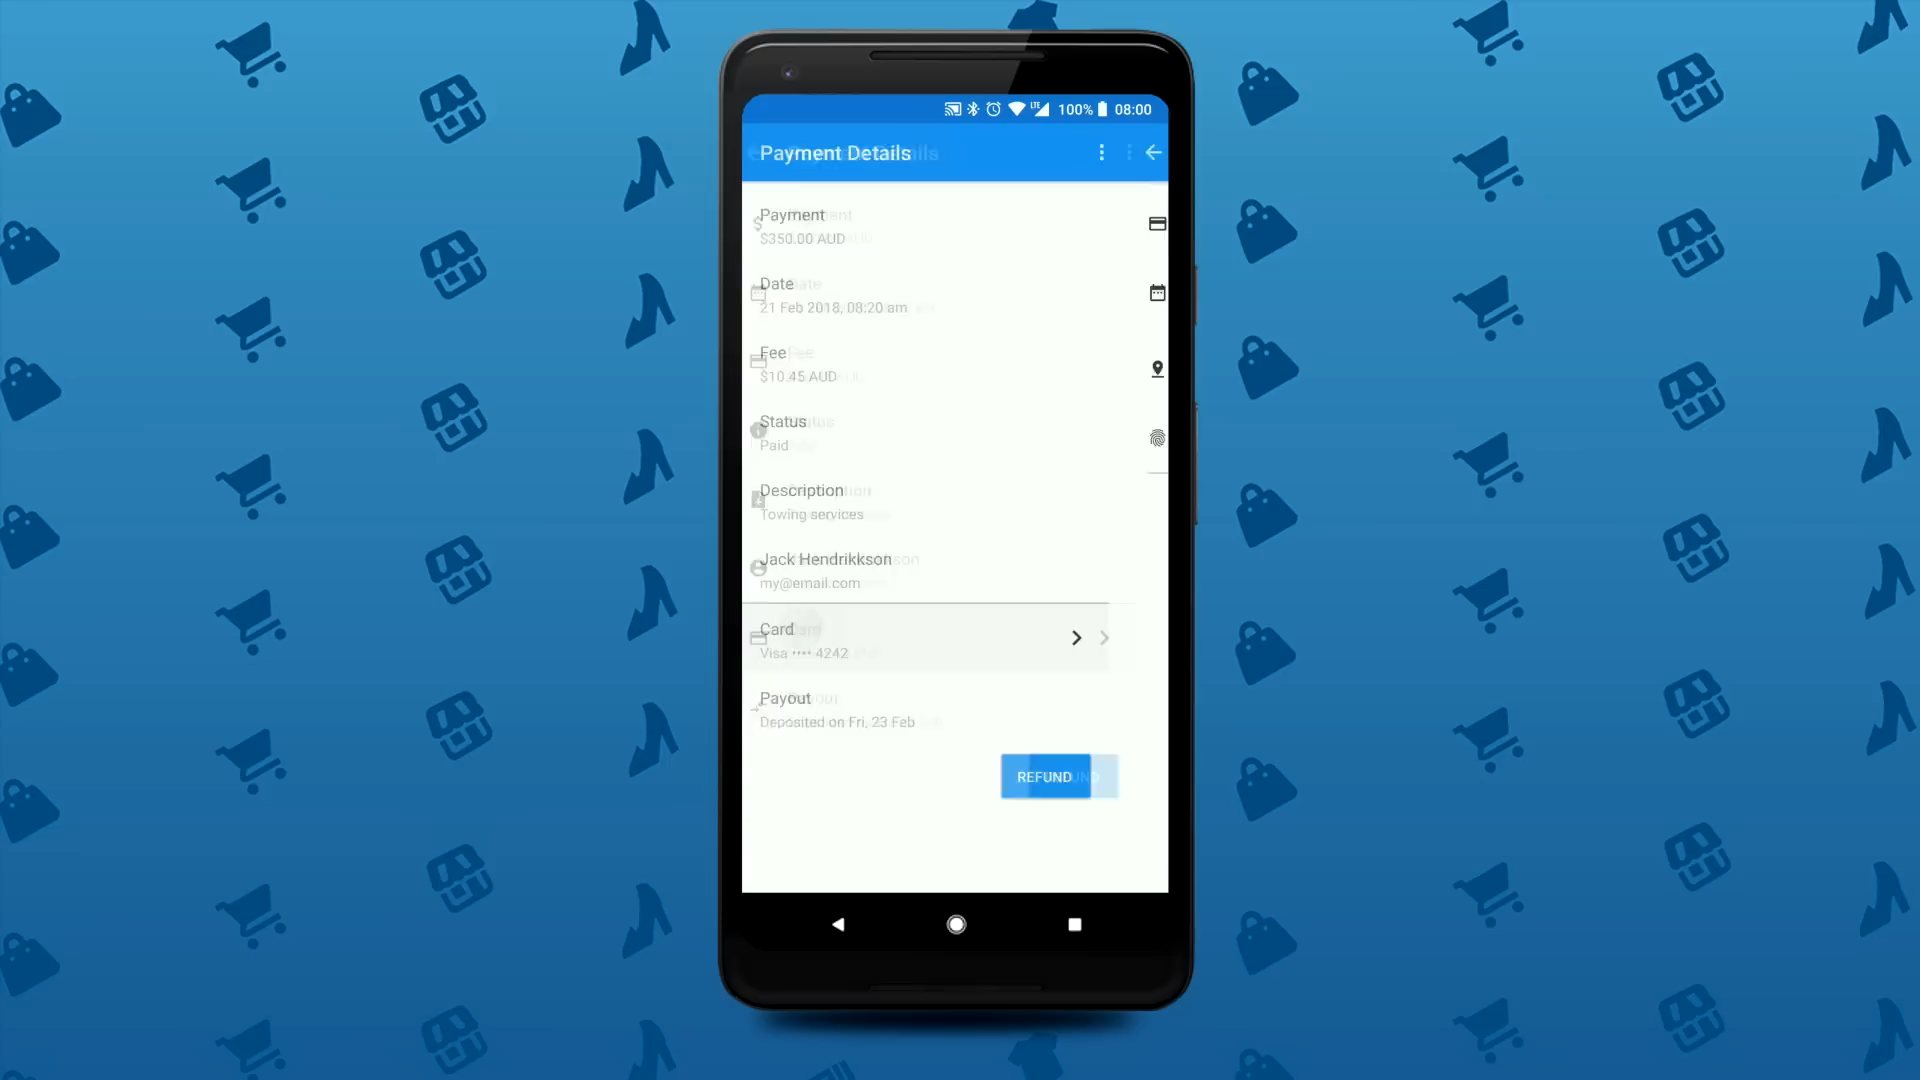 LTE 100% 08:00
Payment Details
Payment
$350.00 AUD
Date
21 Feb 2018, 08:20 am
Fee
$10.45 AUD
Status
Paid
Description
Towing services
Jack Hendrikkson
my@email.com
Card
Visa •••• 4242
Payout
Deposited on Fri, 23 Feb
REFUND